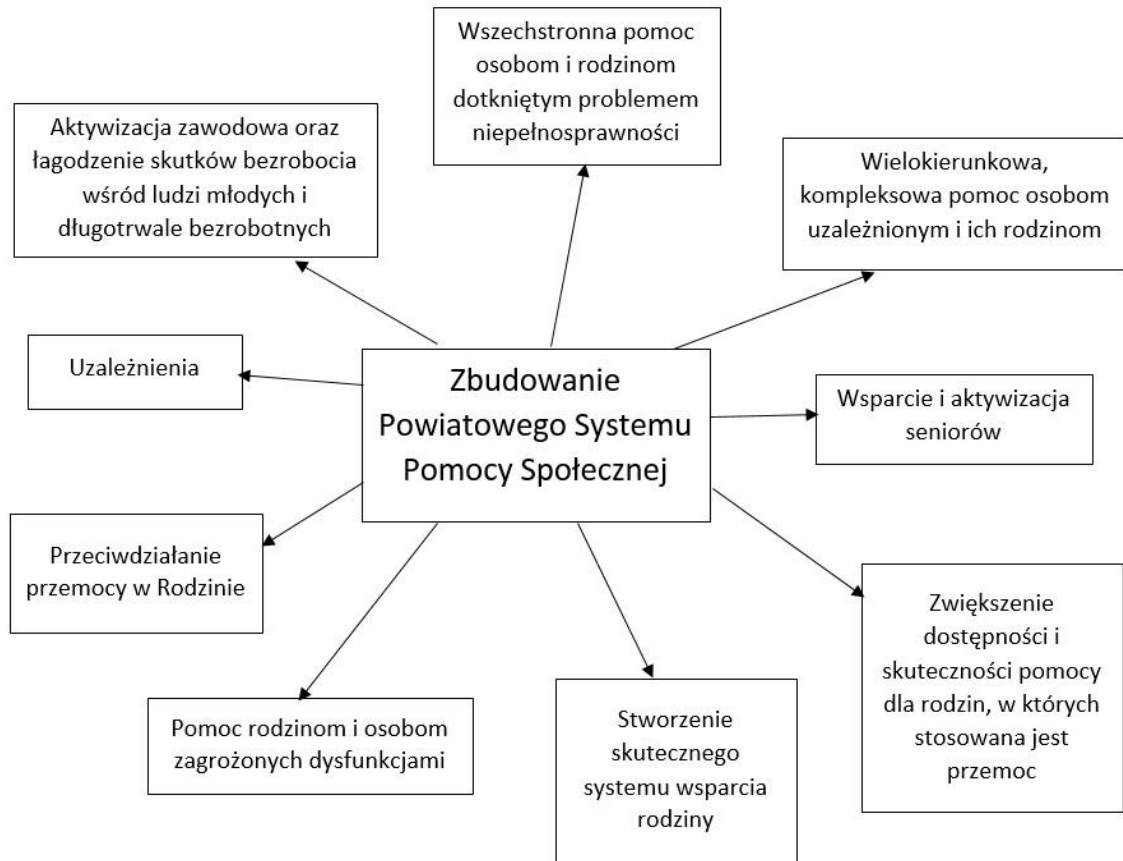 Wszechstronna pomoc
osobom i rodzinom
dotkniętym problemem
niepełnosprawności
Aktywizacja zawodowa oraz
łagodzenie skutków bezrobocia
wśród ludzi młodych i
długotrwale bezrobotnych
Wielokierunkowa,
kompleksowa pomoc osobom
uzależnionym i ich rodzinom
Uzależnienia
Zbudowanie
Powiatowego Systemu
Pomocy Społecznej
Wsparcie i aktywizacja
seniorów
Przeciwdziałanie
przemocy w Rodzinie
Zwiększenie
dostępności i
skuteczności pomocy
dla rodzin, w których
stosowana jest
przemoc
Pomoc rodzinom i osobom
zagrożonych dysfunkcjami
Stworzenie
skutecznego
systemu wsparcia
rodziny